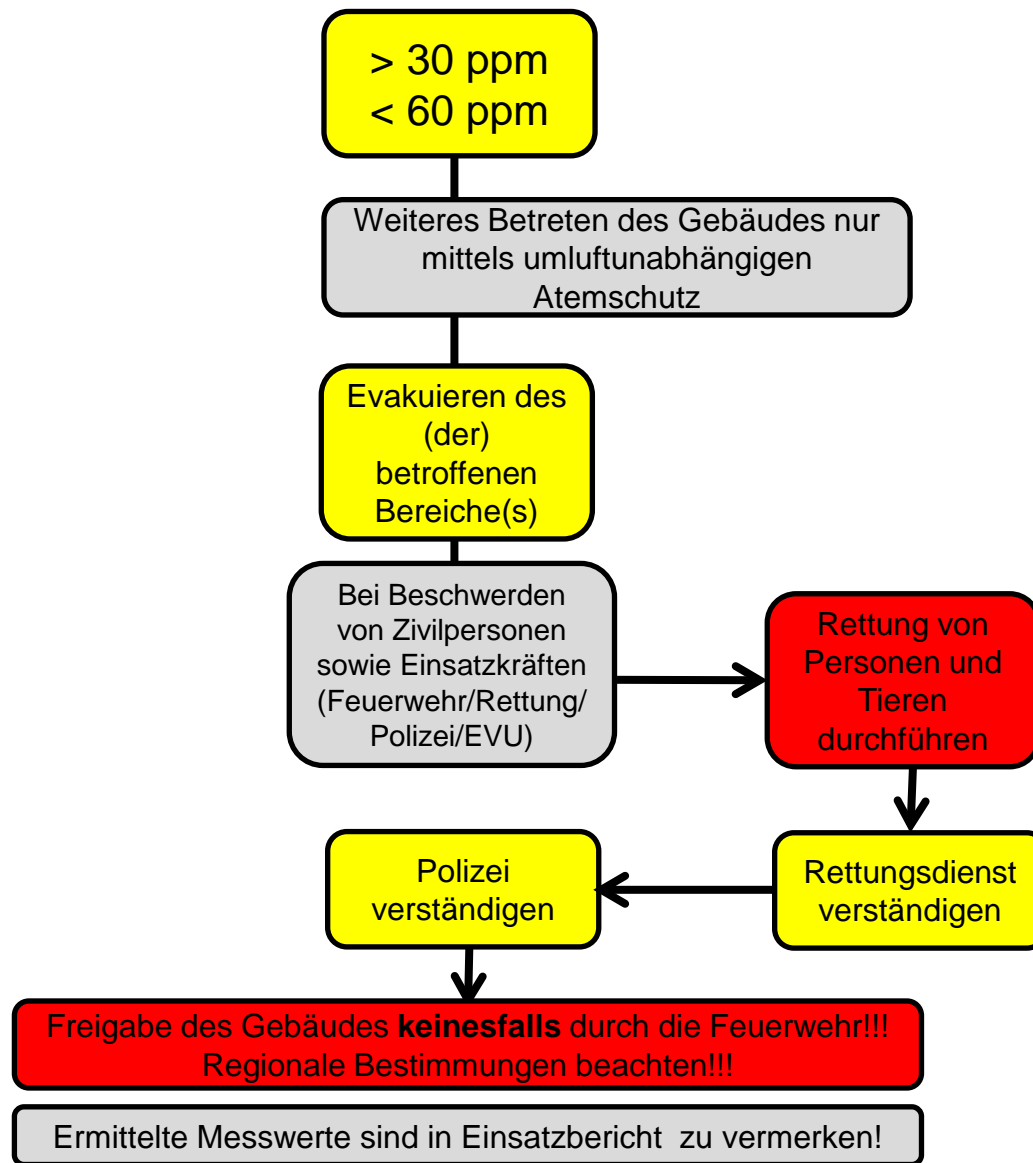 > 30 ppm
< 60 ppm
Weiteres Betreten des Gebäudes nur
mittels umluftunabhängigen
Atemschutz
Evakuieren des
(der)
betroffenen
Bereiche(s)
Bei Beschwerden
von Zivilpersonen
sowie Einsatzkräften
(Feuerwehr/Rettung/
Polizei/EVU)
Rettung von
Personen und
Tieren
durchführen
Rettungsdienst
verständigen
Polizei
verständigen
Freigabe des Gebäudes keinesfalls durch die Feuerwehr!!!
Regionale Bestimmungen beachten!!!
Ermittelte Messwerte sind in Einsatzbericht  zu vermerken!